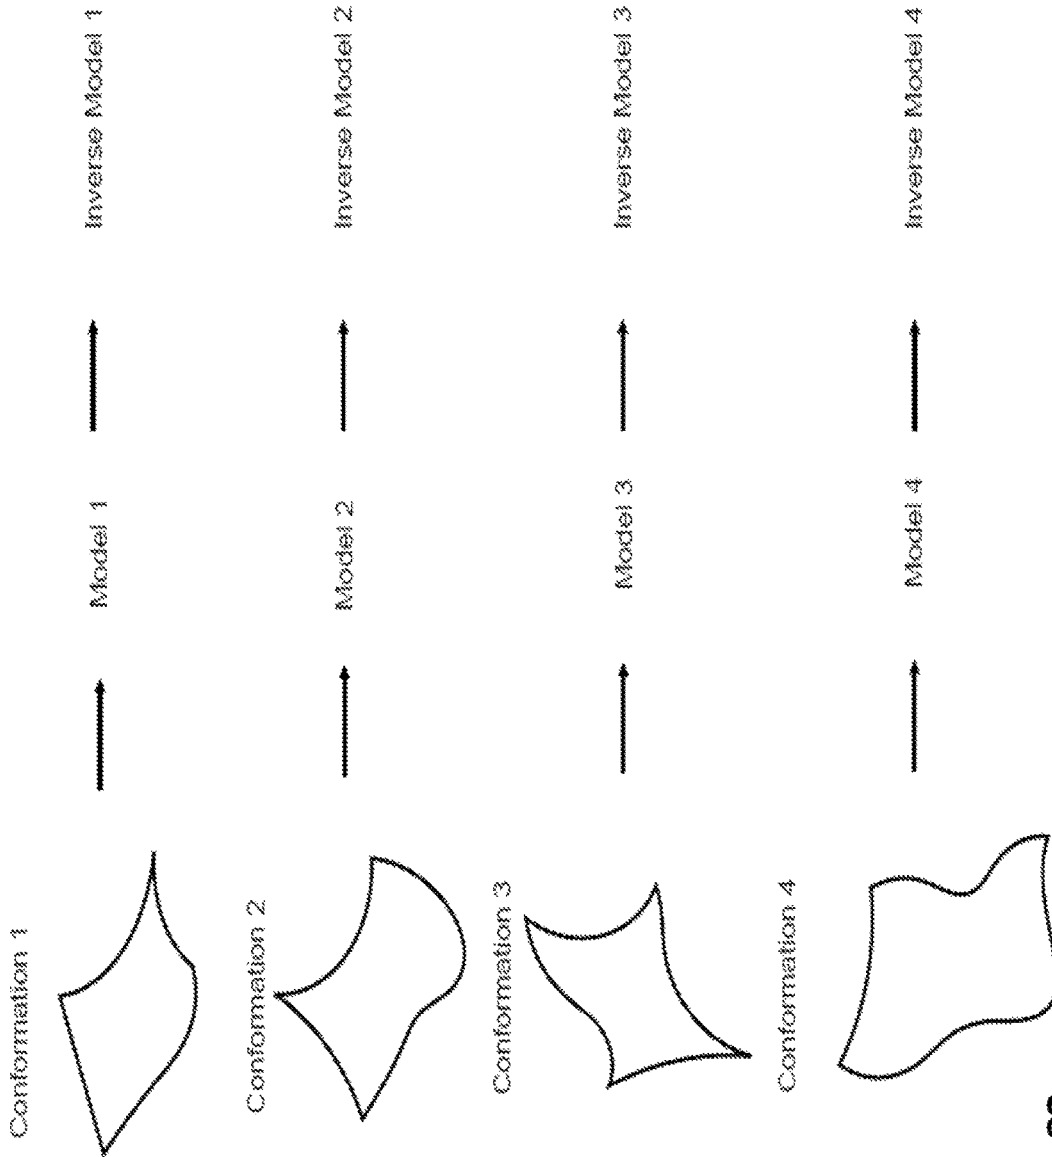 Conformation 1
Model 1
Inverse Model 1
Conformation 2
Model 2
Inverse Model 2
Conformation 3
Model 3
Inverse Model 3
Conformation 4
Model 4
Inverse Model 4